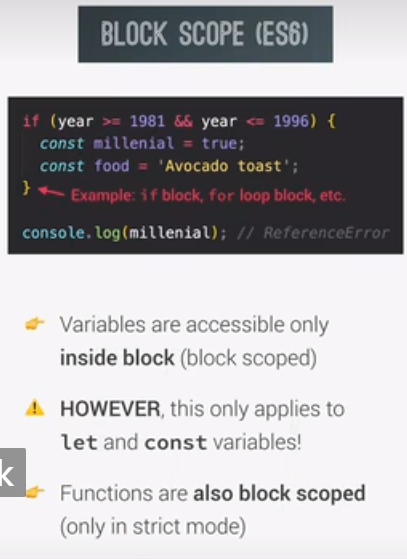 BLOCK SCOPE (ES6)
if (year >= 1981 && year <= 1996) {
const millenial = true;
const food = 'Avocado toast';
} Example: if block, for loop block, etc.
console.log(millenial); // ReferenceError
Variables are accessible only
inside block (block scoped)
HOWEVER, this only applies to
let and const variables!
k
Functions are also block scoped
(only in strict mode)